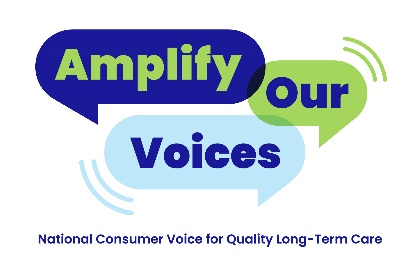 Amplify
Our
Voices
National Consumer Voice for Quality Long-Term Care